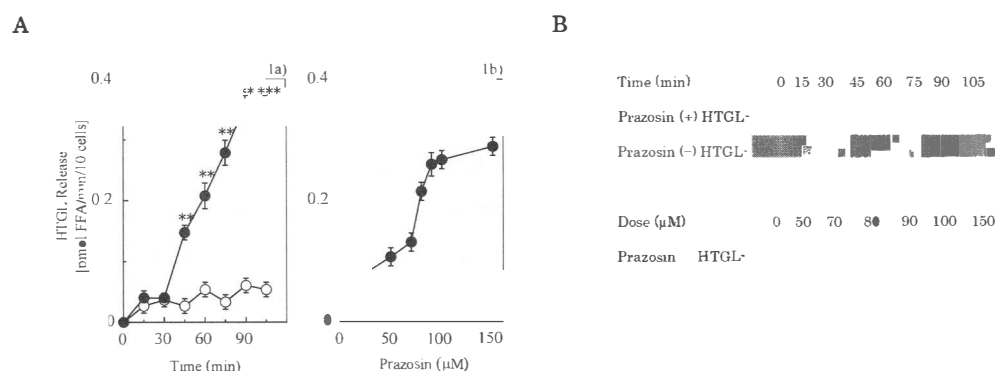 A
B
1a)
1b)
0.4
0.2
0
HTGL Release
0 30 60 90
Time (min)
**
**
**
0.4
0.2
0 50 100 150
Prazosin (µM)
Time (min) 0 15 30 45 60 75 90 105
Prazosin (+) HTGL-
Prazosin (-) HTGL-
Dose (µM) 0 50 70 90 100 150
Prazosin HTGL-